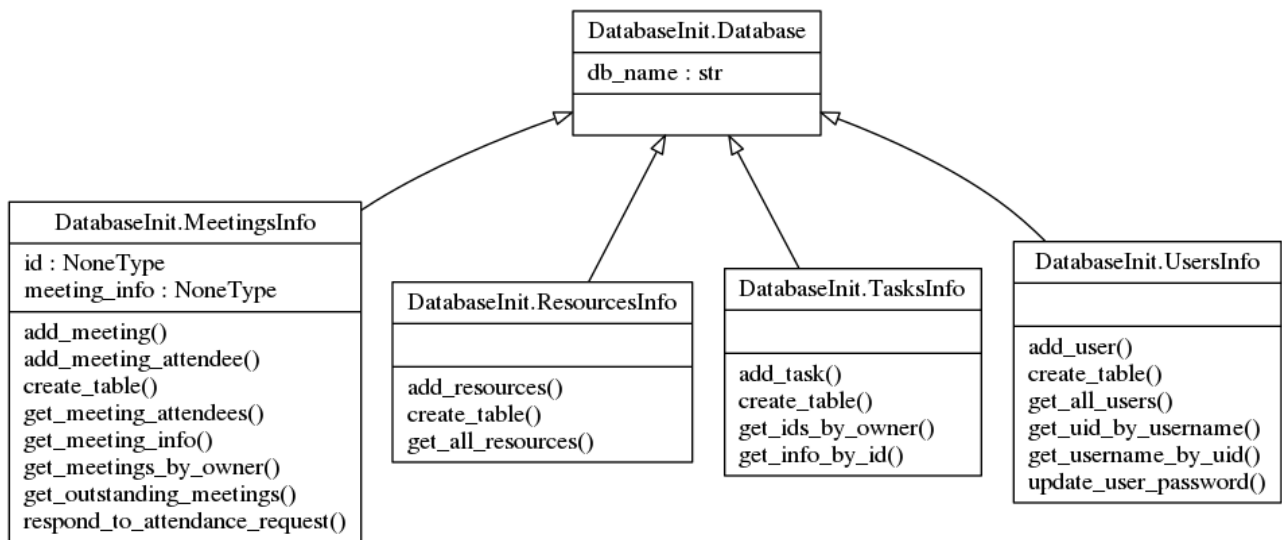 DatabaseInit.Database
db_name : str
DatabaseInit.MeetingsInfo
id : NoneType
meeting_info : NoneType
add_meeting()
add_meeting_attendee()
create_table()
get_meeting_attendees()
get_meeting_info()
get_meetings_by_owner()
get_outstanding_meetings()
respond_to_attendance_request()
DatabaseInit.ResourcesInfo
add_resources()
create_table()
get_all_resources()
DatabaseInit.TasksInfo
add_task()
create_table()
get_ids_by_owner()
get_info_by_id()
DatabaseInit.UsersInfo
add_user()
create_table()
get_all_users()
get_uid_by_username()
get_username_by_uid()
update_user_password()